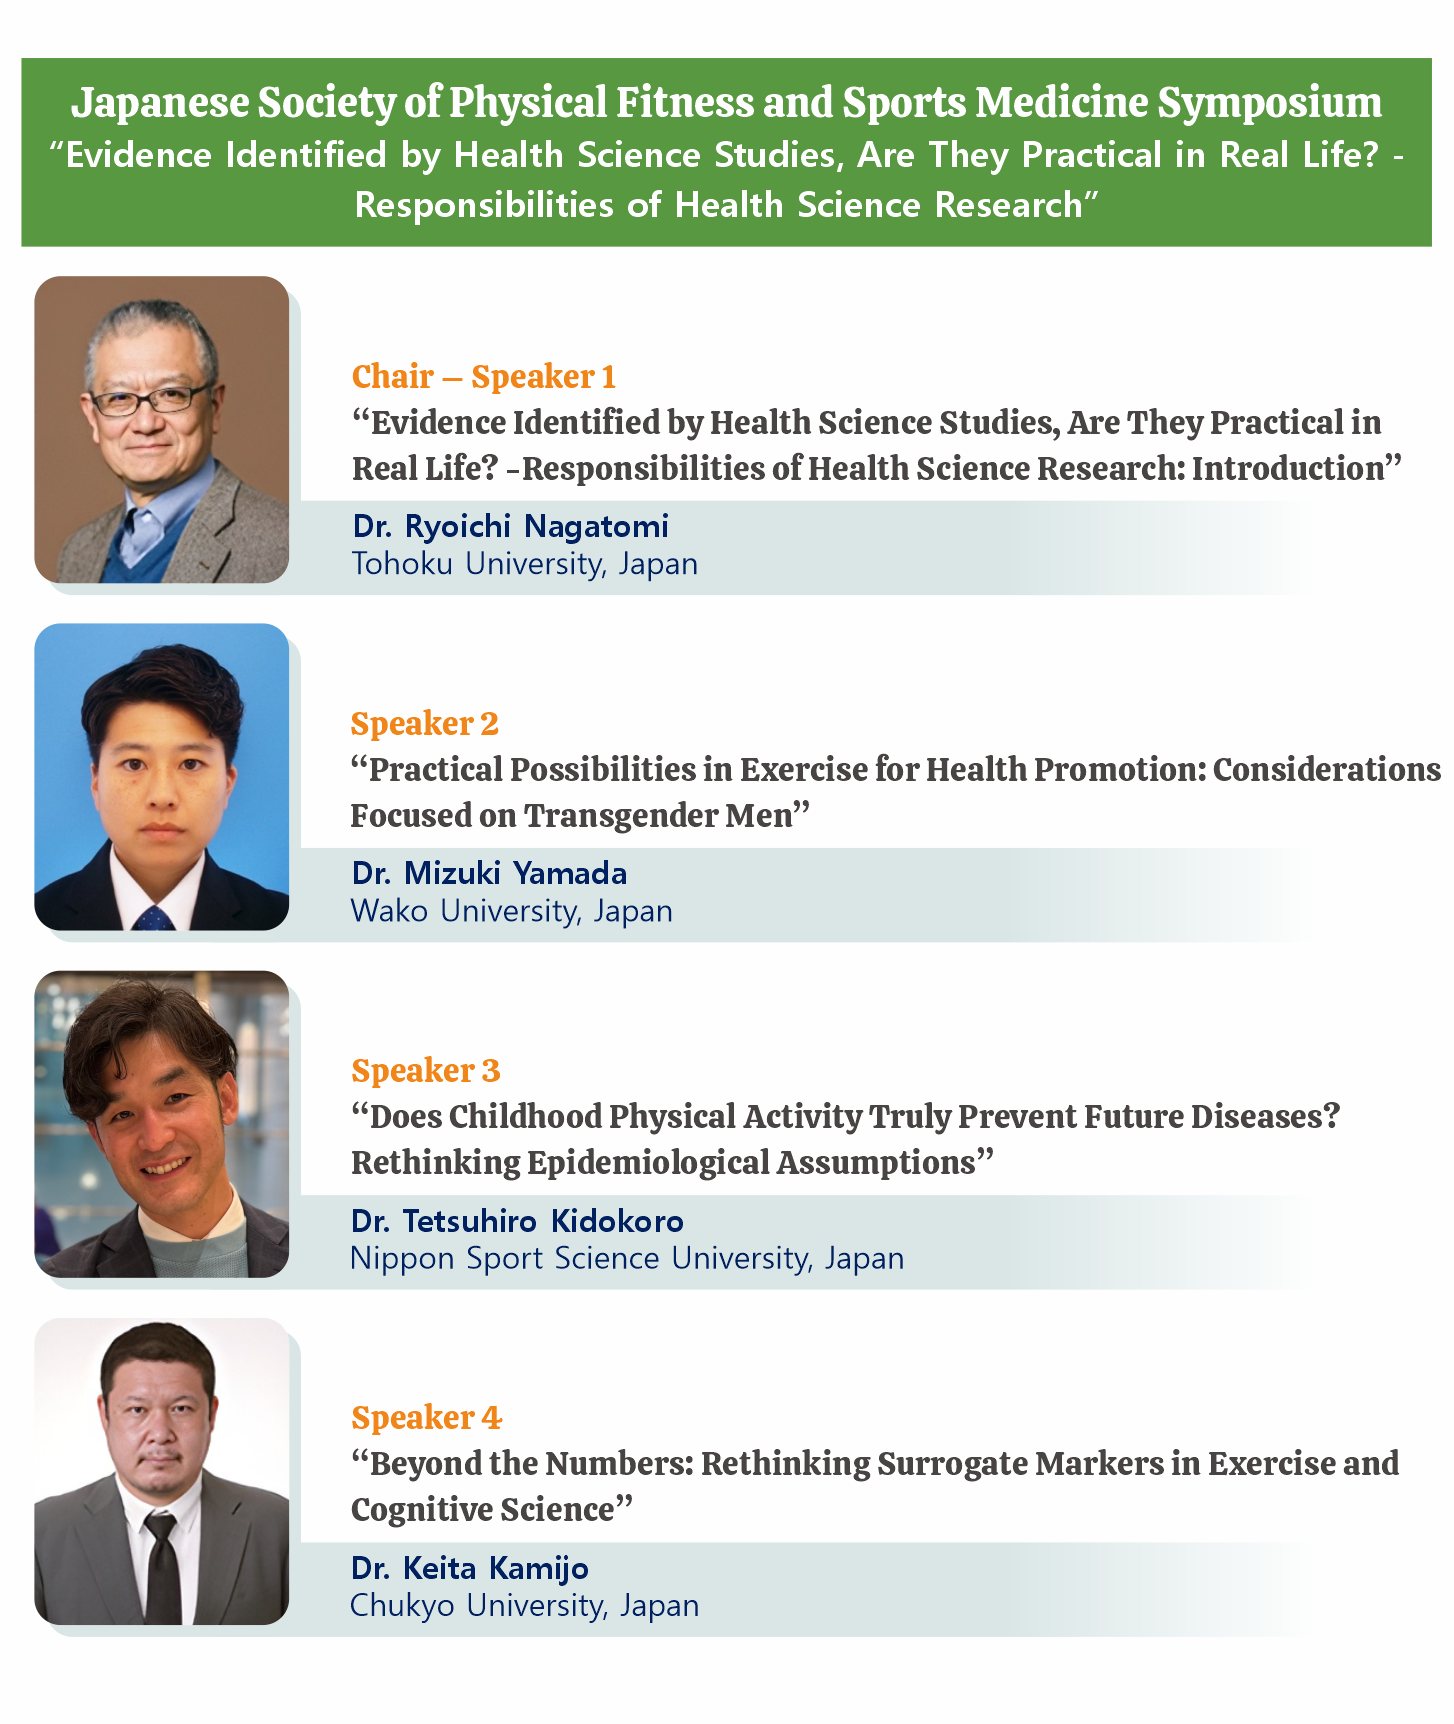 Japanese Society of Physical Fitness and Sports Medicine Symposium
“Evidence Identified by Health Science Studies, Are They Practical in Real Life? -
Responsibilities of Health Science Research”
Chair – Speaker 1
“Evidence Identified by Health Science Studies, Are They Practical in
Real Life? -Responsibilities of Health Science Research: Introduction”
Dr. Ryoichi Nagatomi
Tohoku University, Japan
Speaker 2
“Practical Possibilities in Exercise for Health Promotion: Considerations
Focused on Transgender Men”
Dr. Mizuki Yamada
Wako University, Japan
Speaker 3
“Does Childhood Physical Activity Truly Prevent Future Diseases?
Rethinking Epidemiological Assumptions”
Dr. Tetsuhiro Kidokoro
Nippon Sport Science University, Japan
Speaker 4
“Beyond the Numbers: Rethinking Surrogate Markers in Exercise and
Cognitive Science”
Dr. Keita Kamijo
Chukyo University, Japan